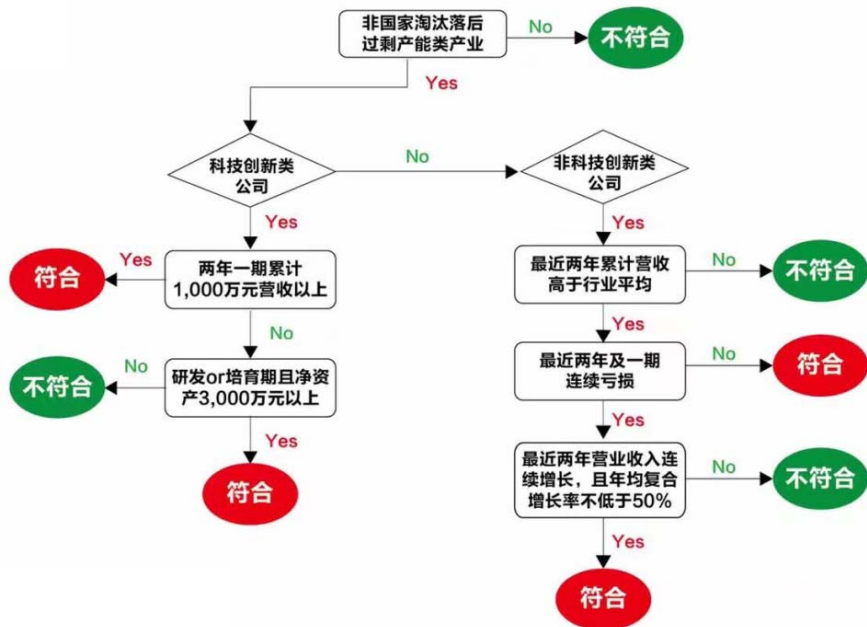 非国家淘汰落后
过剩产能类产业
No
不符合
Yes
科技创新类
公司
No
非科技创新类
公司
Yes
Yes
符合
Yes
两年一期累计
1,000万元营收以上
最近两年累计营收
高于行业平均
No
不符合
No
Yes
不符合
No
研发or培育期且净资
产3,000万元以上
最近两年及一期
连续亏损
No
符合
Yes
Yes
符合
最近两年营业收入连
续增长，且年均复合
增长率不低于50%
No
不符合
Yes
符合